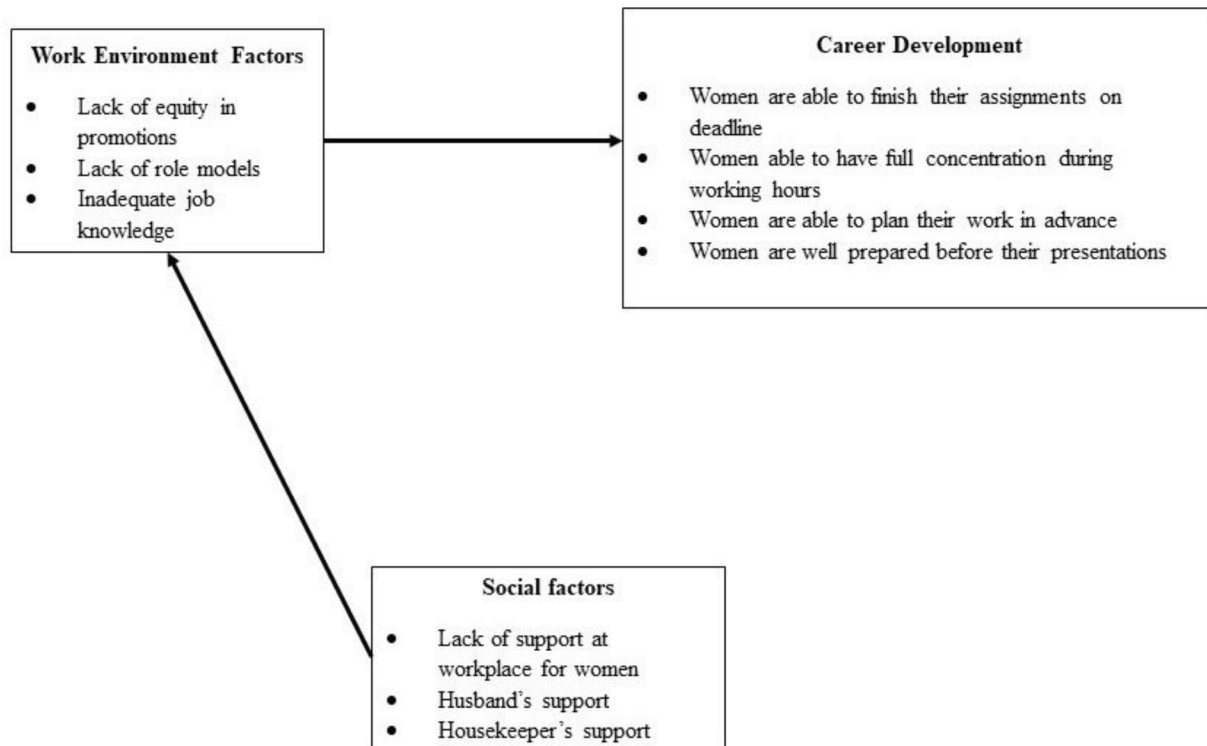 Work Environment Factors
• Lack of equity in
promotions
• Lack of role models
• Inadequate job
knowledge
Career Development
• Women are able to finish their assignments on
deadline
• Women able to have full concentration during
working hours
• Women are able to plan their work in advance
• Women are well prepared before their presentations
Social factors
• Lack of support at
workplace for women
• Husband’s support
• Housekeeper’s support